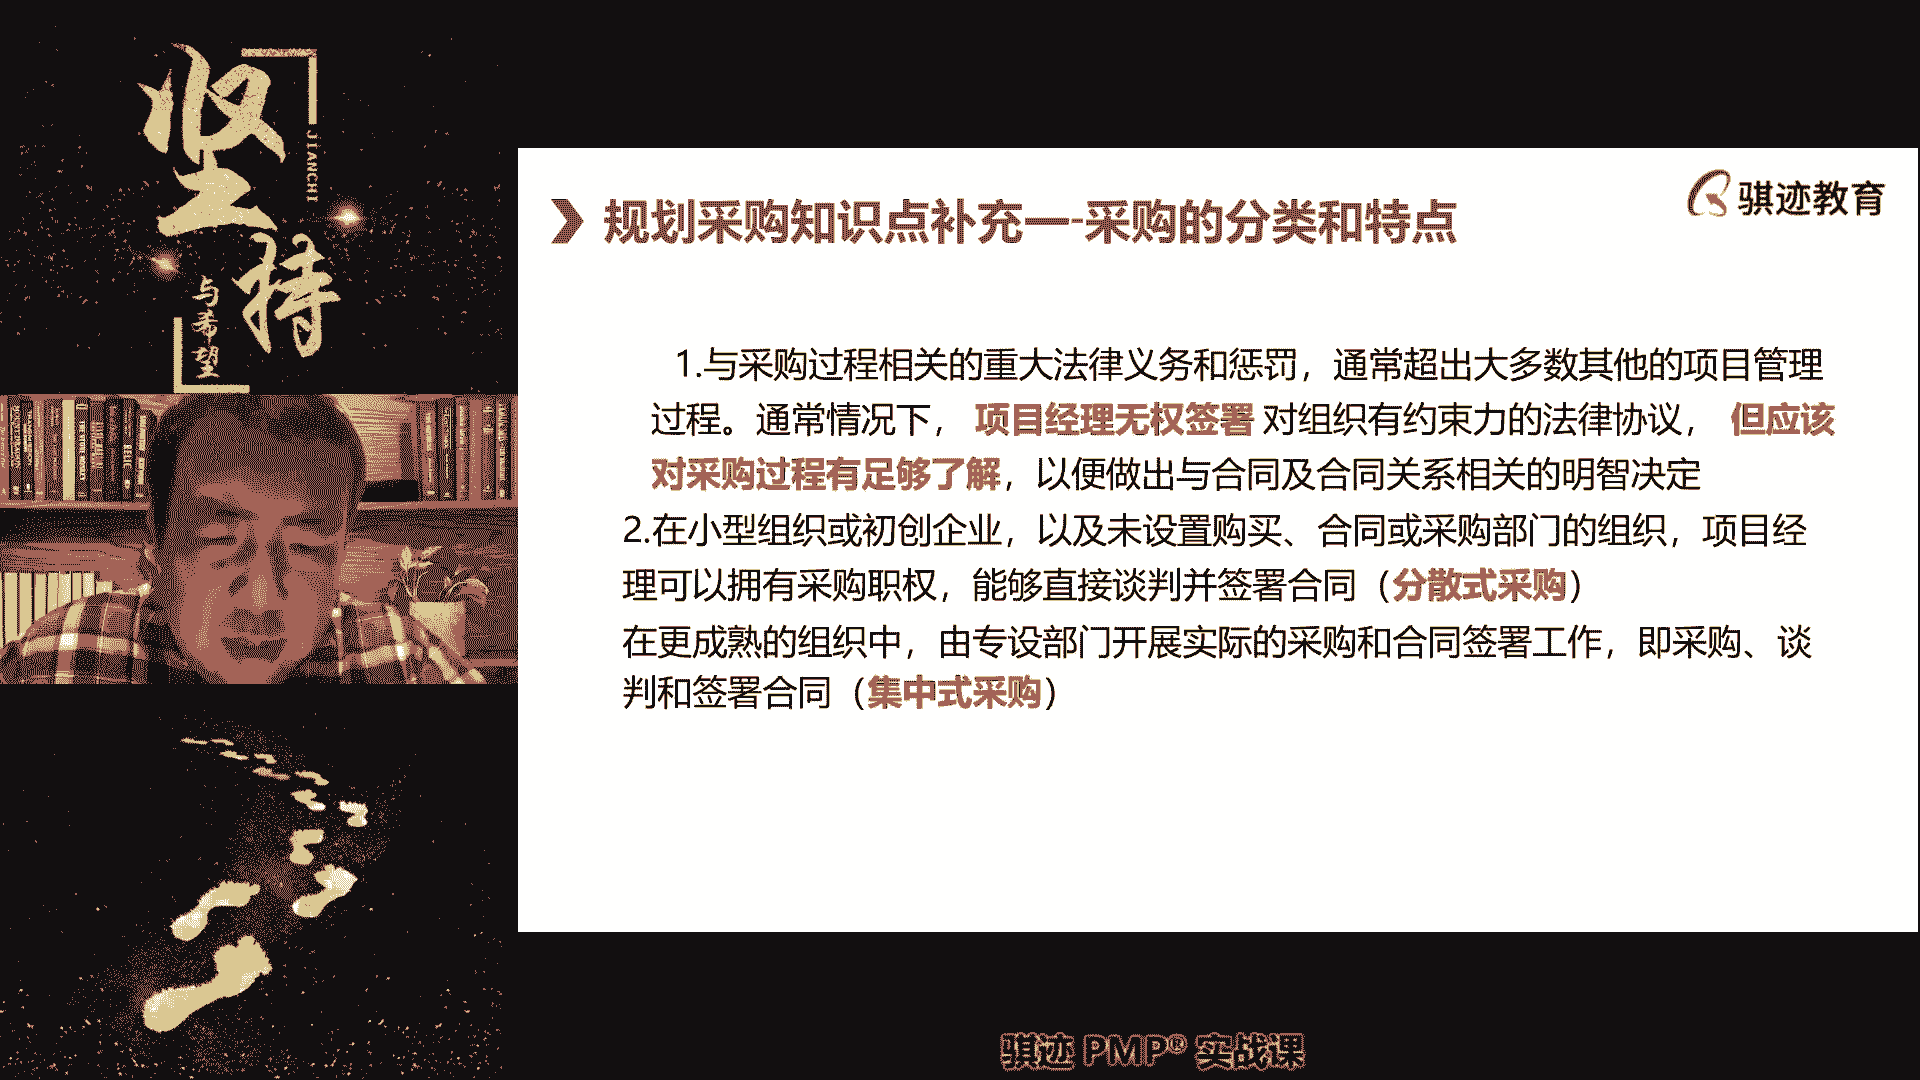 坚持
JIANCHI
与希望
骐迹教育
规划采购知识点补充一-采购的分类和特点
1.与采购过程相关的重大法律义务和惩罚，通常超出大多数其他的项目管理
过程。通常情况下， 项目经理无权签署 对组织有约束力的法律协议， 但应该
对采购过程有足够了解，以便做出与合同及合同关系相关的明智决定
2.在小型组织或初创企业，以及未设置购买、合同或采购部门的组织，项目经
理可以拥有采购职权，能够直接谈判并签署合同（分散式采购）
在更成熟的组织中，由专设部门开展实际的采购和合同签署工作，即采购、谈
判和签署合同（集中式采购）
骐迹 PMP® 实战课